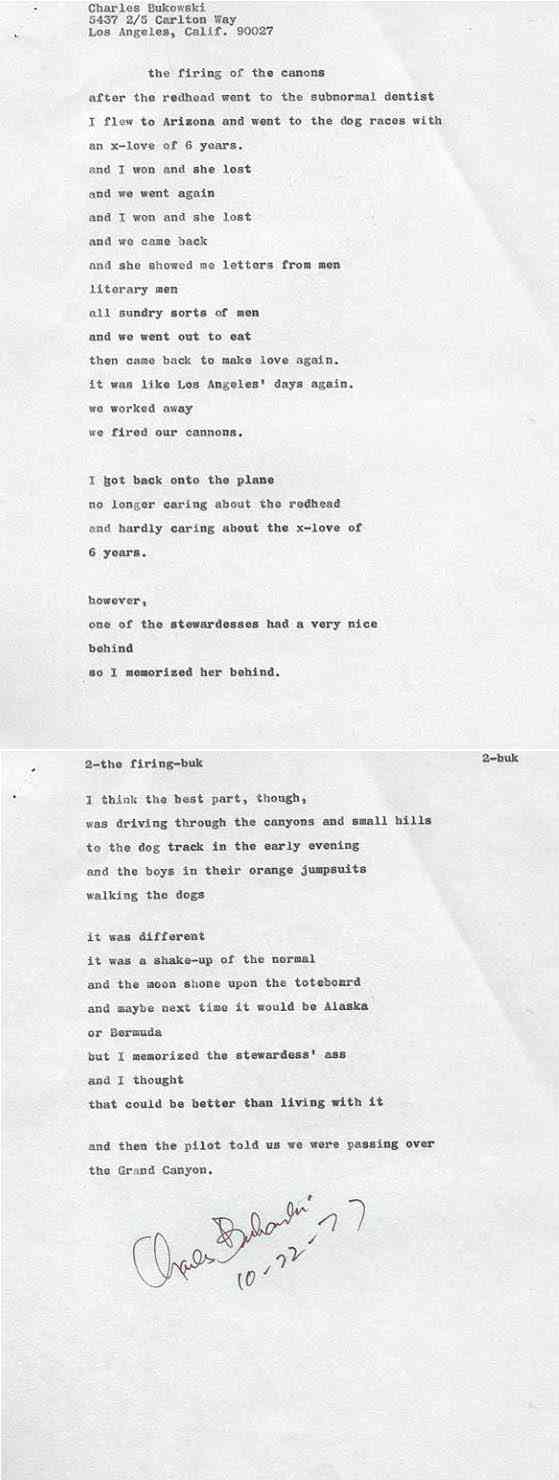 Charles Bukowski
5437 2/5 Carlton Way
Los Angeles, Calif. 90027
the firing of the canons
after the redhead went to the subnormal dentist
I flew to Arizona and went to the dog races with
an x-love of 6 years.
and I won and she lost
and we went again
and I won and she lost
and we came back
and she showed me letters from men
literary men
all sundry sorts of men
and we went out to eat
then came back to make love again.
it was like Los Angeles' days again.
we worked away
we fired our cannons.
I got back onto the plane
no longer caring about the redhead
and hardly caring about the x-love of
6 years.
however,
one of the stewardesses had a very nice
behind
so I memorized her behind.
2-the firing-buk 2-buk
I think the best part, though,
was driving through the canyons and small hills
to the dog track in the early evening
and the boys in their orange jumpsuits
walking the dogs
it was different
it was a shake-up of the normal
and the moon shone upon the toteboard
and maybe next time it would be Alaska
or Bermuda
but I memorized the stewardess' ass
and I thought
that could be better than living with it
and then the pilot told us we were passing over
the Grand Canyon.
Charles Bukowski
10-22-77